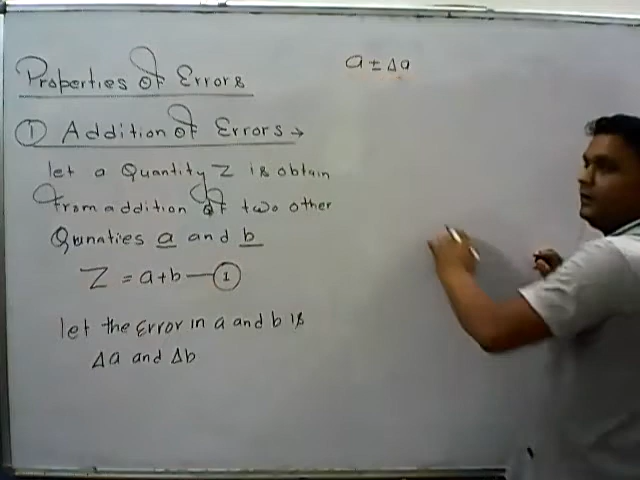 Properties of Errors
① Addition of Errors →
let a Quantity Z is obtain
from addition of two other
Qunaties a and b
Z = a+b — ①
let the Error in a and b is
Δa and Δb
a ± Δa